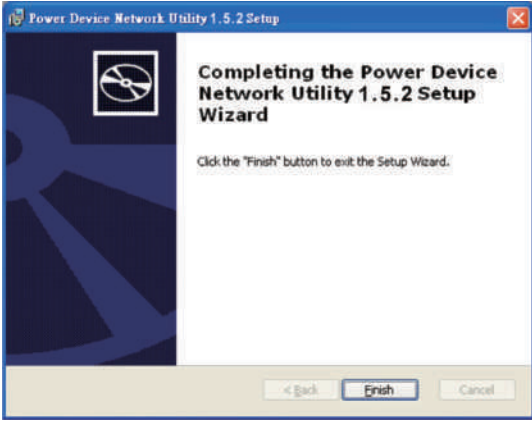 Power Device Network Utility 1.5.2 Setup
Completing the Power Device
Network Utility 1.5.2 Setup
Wizard
Click the "Finish" button to exit the Setup Wizard.
< Back Finish Cancel